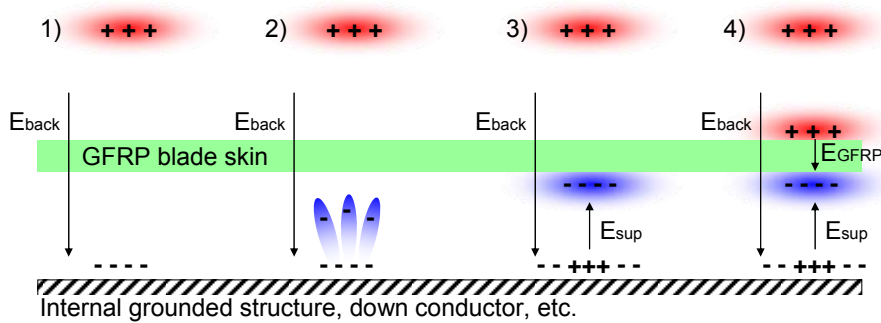 1) + + + 2) + + + 3) + + + 4) + + +
+ + +
Eback Eback Eback Eback EGFRP
GFRP blade skin
- - - - - - - -
- - -
Esup Esup
- - - - - - - - - -+++- - - - -+++- - -
Internal grounded structure, down conductor, etc.